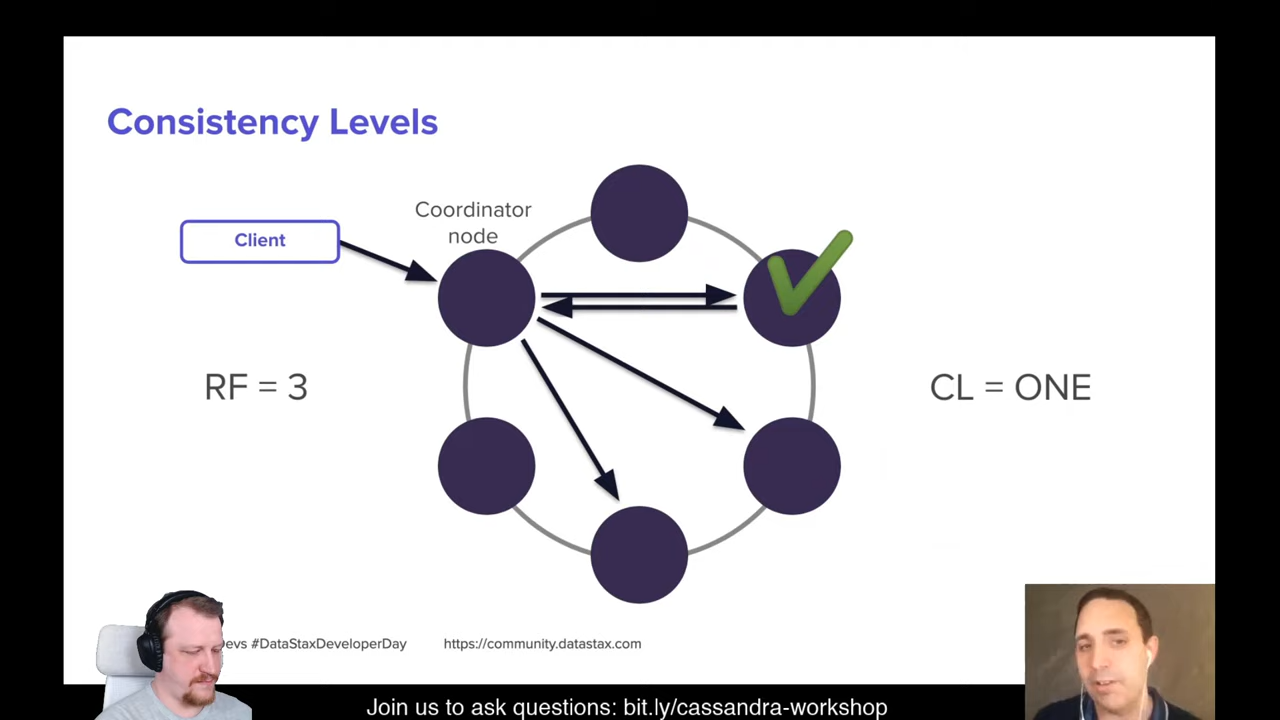 Consistency Levels
Coordinator
node
Client
RF = 3
CL = ONE
#DataStaxDeveloperDay
https://community.datastax.com
Join us to ask questions: bit.ly/cassandra-workshop